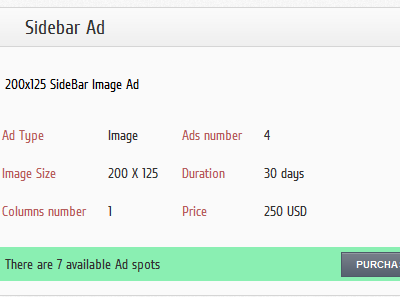 Sidebar Ad
200x125 SideBar Image Ad
Ad Type Image Ads number 4
Image Size 200 X 125 Duration 30 days
Columns number 1 Price 250 USD
There are 7 available Ad spots PURCHA